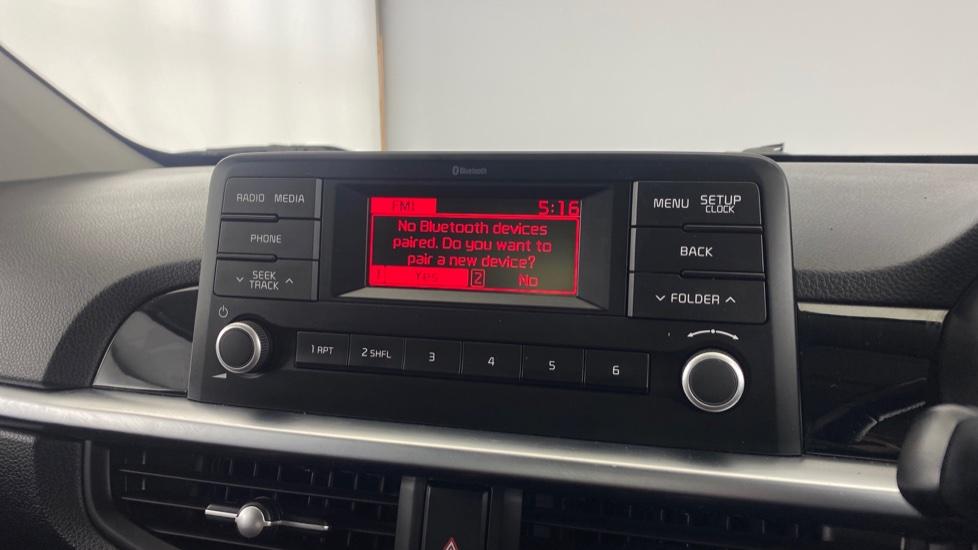 Bluetooth
RADIO MEDIA
PHONE
SEEK
TRACK
FM1
5:16
No Bluetooth devices
paired. Do you want to
pair a new device?
1 Yes 2 No
MENU SETUP
CLOCK
BACK
FOLDER
1 RPT 2 SHFL 3 4 5 6